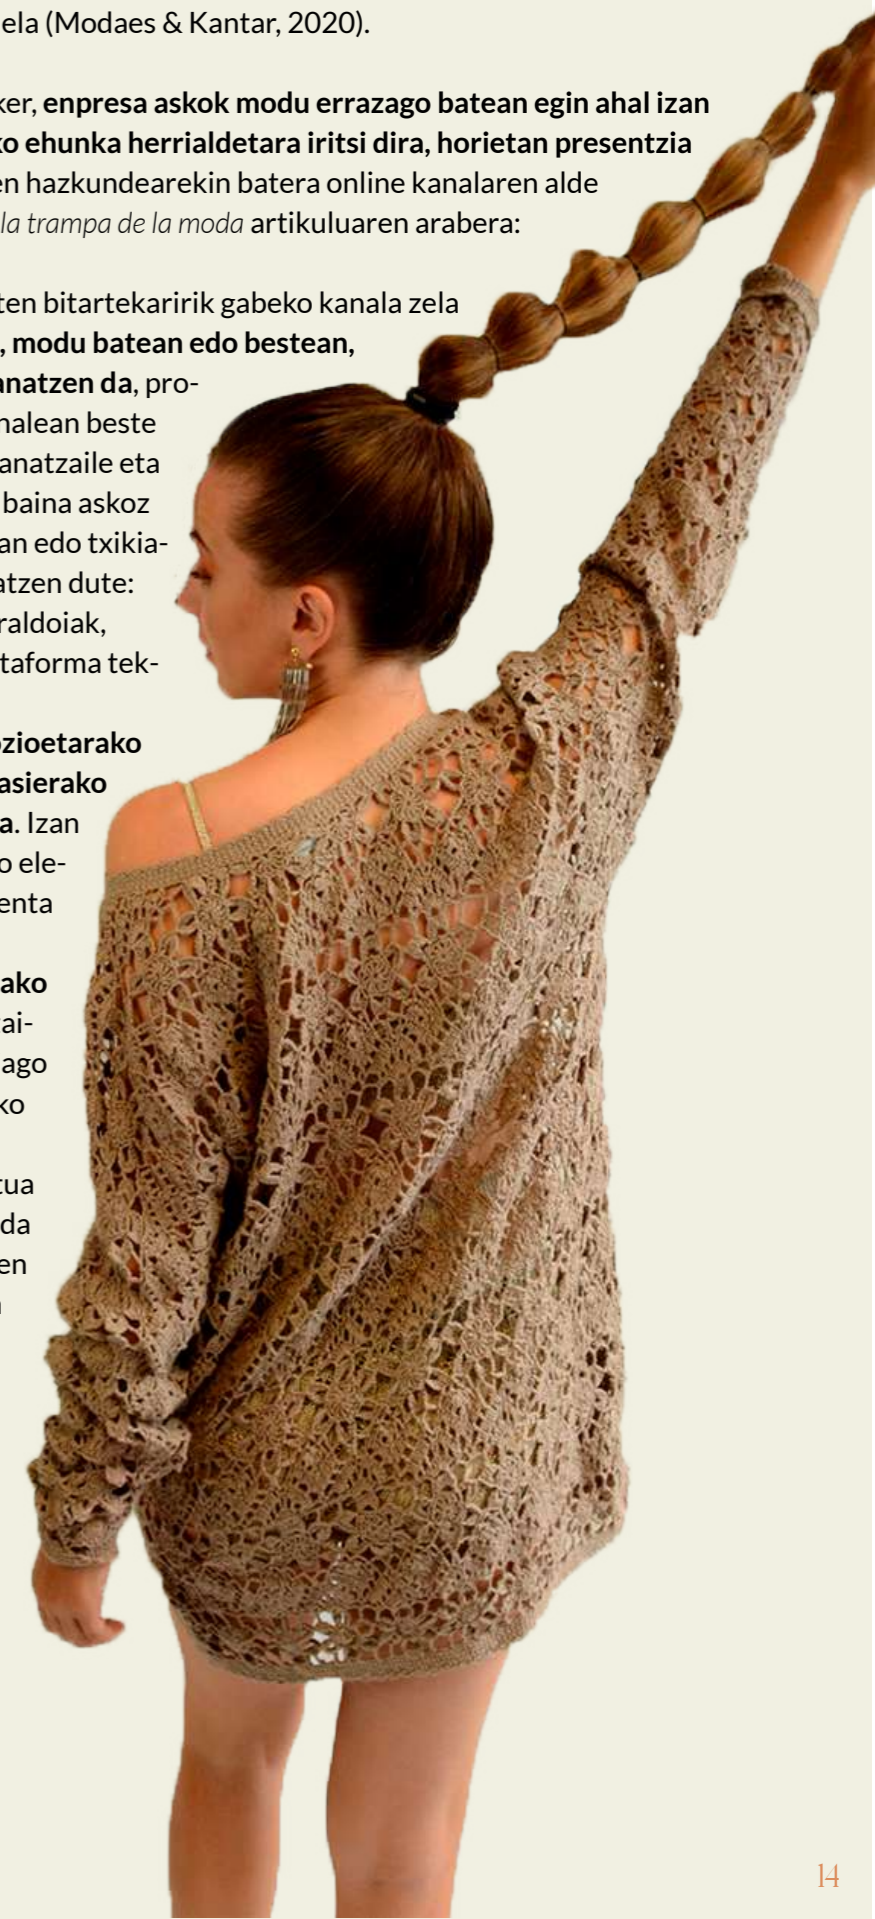 ela (Modaes & Kantar, 2020).
ker, enpresa askok modu errazago batean egin ahal izan
ko ehunka herrialdetara iritsi dira, horietan presentzia
en hazkundearekin batera online kanalaren alde
la trampa de la moda artikuluaren arabera:
ten bitartekaririk gabeko kanala zela
, modu batean edo bestean,
anatzen da, pro-
nalean beste
anatzaile eta
baina askoz
an edo txikia-
atzen dute:
raldoiak,
taforma tek-
ozioetarako
asierako
a. Izan
o ele-
enta
ako
ai-
ago
ko
tua
da
en
14